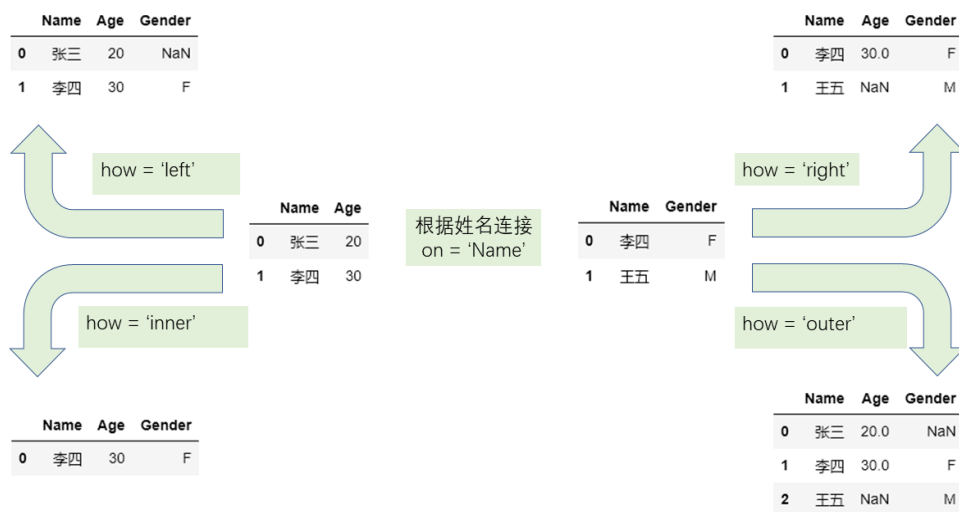 Name Age Gender
0 张三 20 NaN
1 李四 30 F
Name Age Gender
0 李四 30.0 F
1 王五 NaN M
how = ‘left’
how = ‘right’
Name Age
0 张三 20
1 李四 30
根据姓名连接
on = ‘Name’
Name Gender
0 李四 F
1 王五 M
how = ‘inner’
how = ‘outer’
Name Age Gender
0 李四 30 F
Name Age Gender
0 张三 20.0 NaN
1 李四 30.0 F
2 王五 NaN M